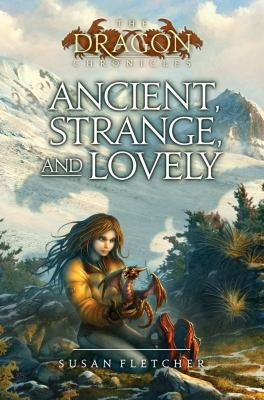 THE
DRAGON
CHRONICLES
ANCIENT,
STRANGE,
AND LOVELY
SUSAN FLETCHER